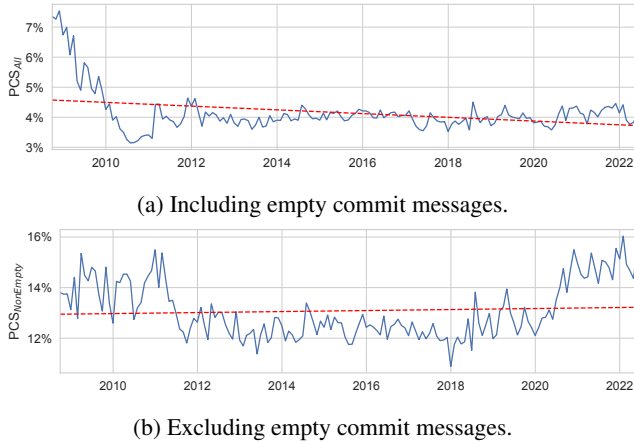 7%
6%
5%
4%
3%
PCS_All
2010 2012 2014 2016 2018 2020 2022
(a) Including empty commit messages.
16%
14%
12%
PCS_NonEmpty
2010 2012 2014 2016 2018 2020 2022
(b) Excluding empty commit messages.